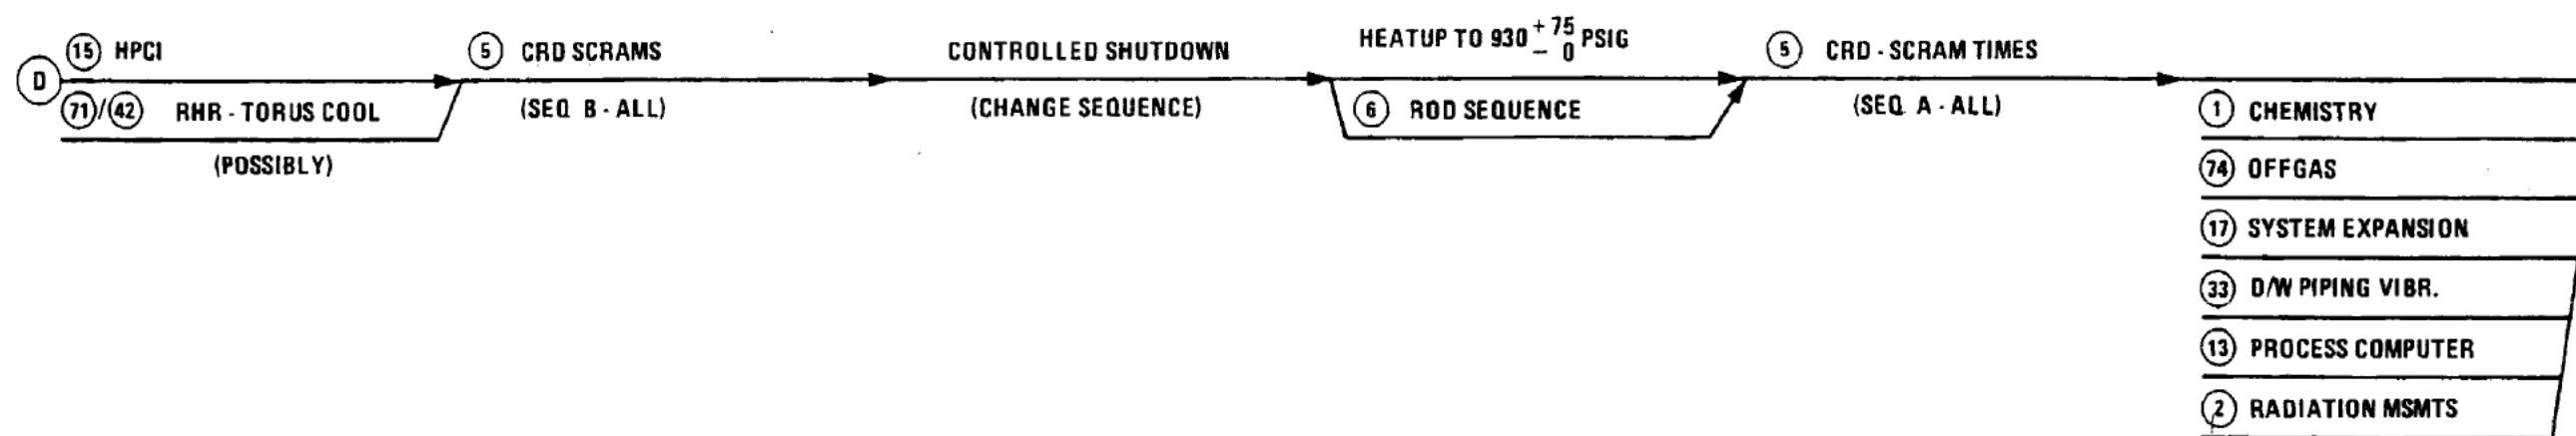 D
15 HPCI
71/42 RHR - TORUS COOL
(POSSIBLY)
5 CRD SCRAMS
(SEQ B - ALL)
CONTROLLED SHUTDOWN
(CHANGE SEQUENCE)
HEATUP TO 930 +75 -0 PSIG
6 ROD SEQUENCE
5 CRD - SCRAM TIMES
(SEQ A - ALL)
1 CHEMISTRY
74 OFFGAS
17 SYSTEM EXPANSION
33 D/W PIPING VIBR.
13 PROCESS COMPUTER
2 RADIATION MSMTS